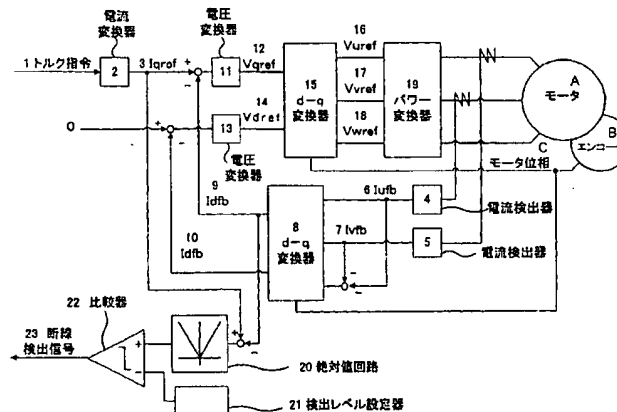 電流
変換器
電圧
変換器
1 トルク指令
2
3 Iqrof
11
12
Vqref
16
Vuref
17
Vvref
18
Vwref
15
d-q
変換器
19
パワー
変換器
A
モータ
B
エンコー
C
モータ位相
0
13
14
Vdref
電圧
変換器
9
Idfb
10
Idfb
8
d-q
変換器
6 Iufb
4
電流検出器
7 Ivfb
5
電流検出器
22 比較器
23 断線
検出信号
20 絶対値回路
21 検出レベル設定器